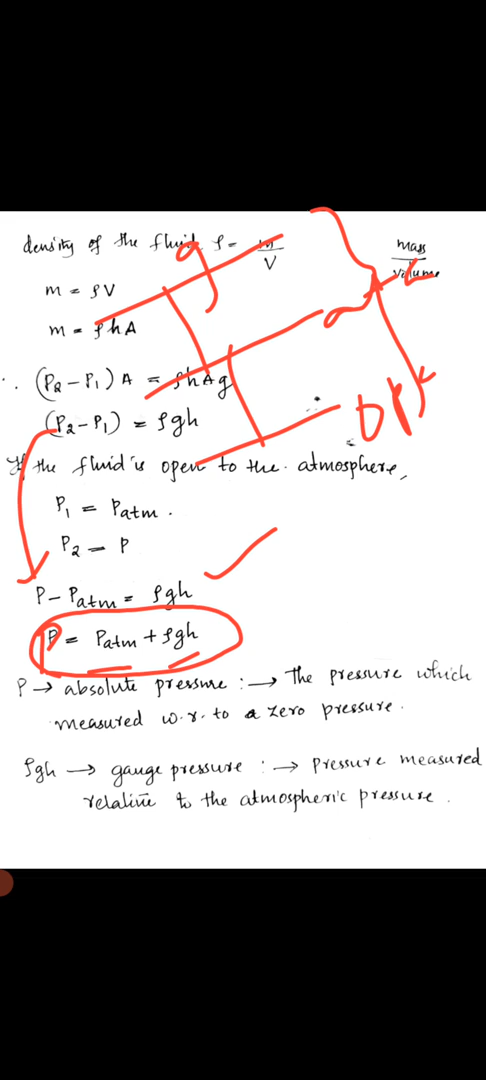 density of the fluid ρ = m/V mass/volume
m = ρV
m = ρhA
∴ (P2-P1) A = ρhAg
(P2-P1) = ρgh
If the fluid is open to the atmosphere,
P1 = Patm.
P2 = P
P-Patm = ρgh
P = Patm + ρgh
P → absolute pressure :→ The pressure which
measured w.r. to a zero pressure.
ρgh → gauge pressure :→ Pressure measured
relative to the atmospheric pressure.